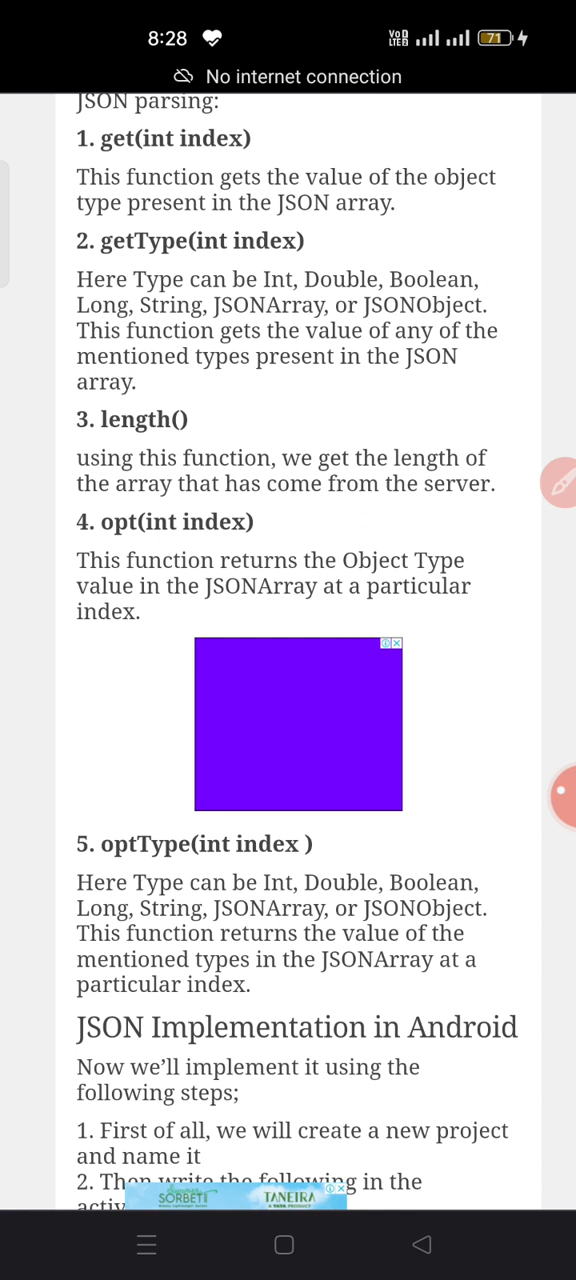 8:28
VoD LTE2
71
No internet connection
JSON parsing:
1. get(int index)
This function gets the value of the object
type present in the JSON array.
2. getType(int index)
Here Type can be Int, Double, Boolean,
Long, String, JSONArray, or JSONObject.
This function gets the value of any of the
mentioned types present in the JSON
array.
3. length()
using this function, we get the length of
the array that has come from the server.
4. opt(int index)
This function returns the Object Type
value in the JSONArray at a particular
index.
5. optType(int index )
Here Type can be Int, Double, Boolean,
Long, String, JSONArray, or JSONObject.
This function returns the value of the
mentioned types in the JSONArray at a
particular index.
JSON Implementation in Android
Now we’ll implement it using the
following steps;
1. First of all, we will create a new project
and name it
2. Then write the following in the
activ
SORBET TANEIRA
A TATA PRODUCT